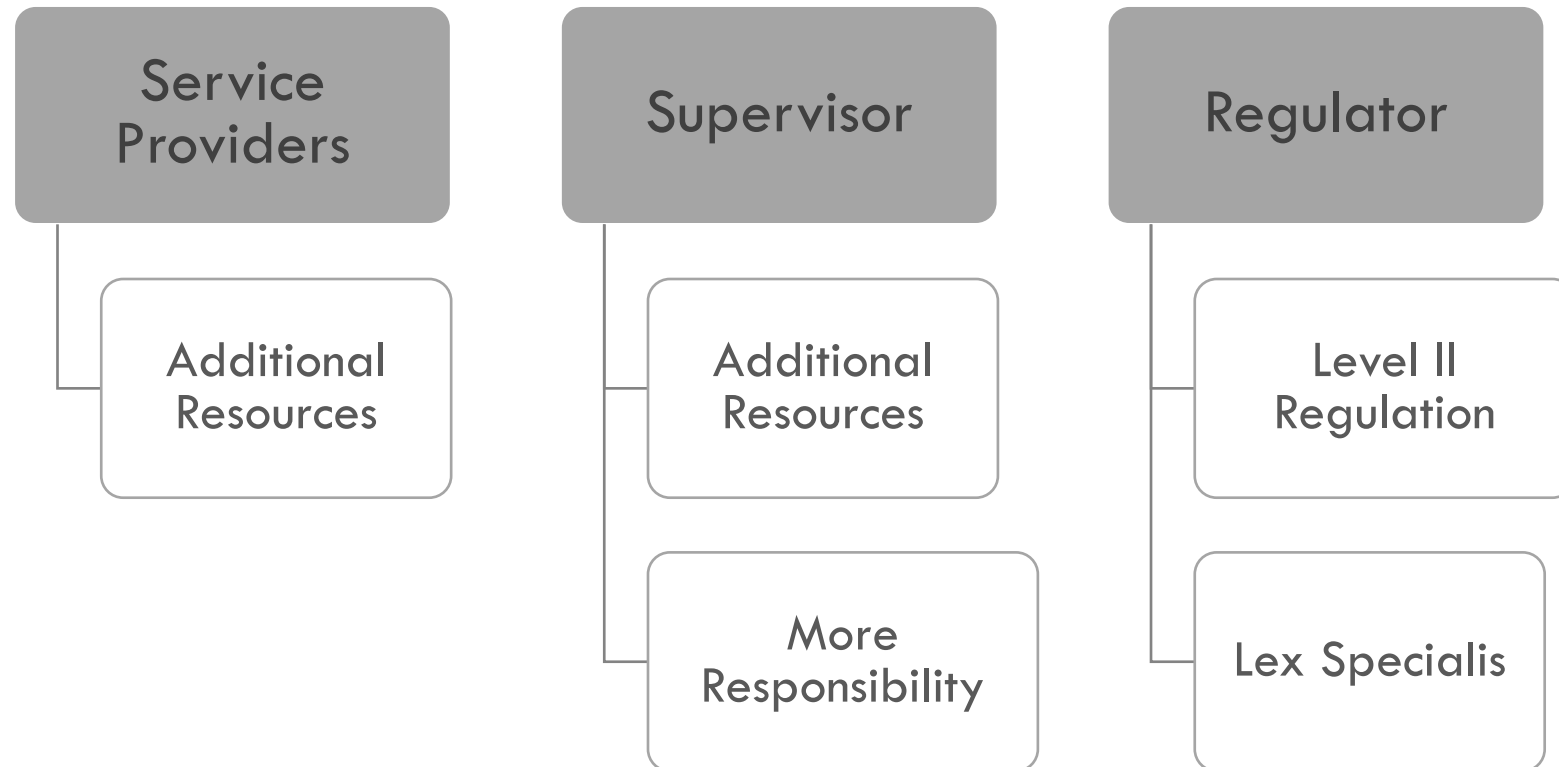 Service
Providers
Additional
Resources
Supervisor
Additional
Resources
More
Responsibility
Regulator
Level II
Regulation
Lex Specialis